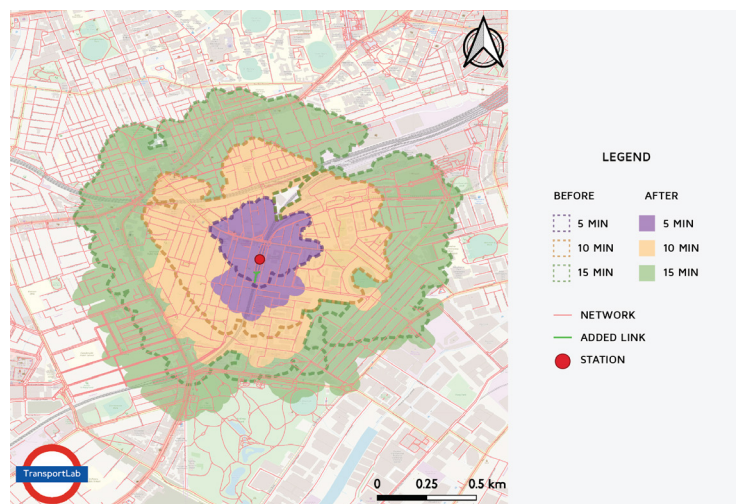 LEGEND
BEFORE
AFTER
5 MIN
5 MIN
10 MIN
10 MIN
15 MIN
15 MIN
NETWORK
ADDED LINK
STATION
TransportLab
0 0.25 0.5 km